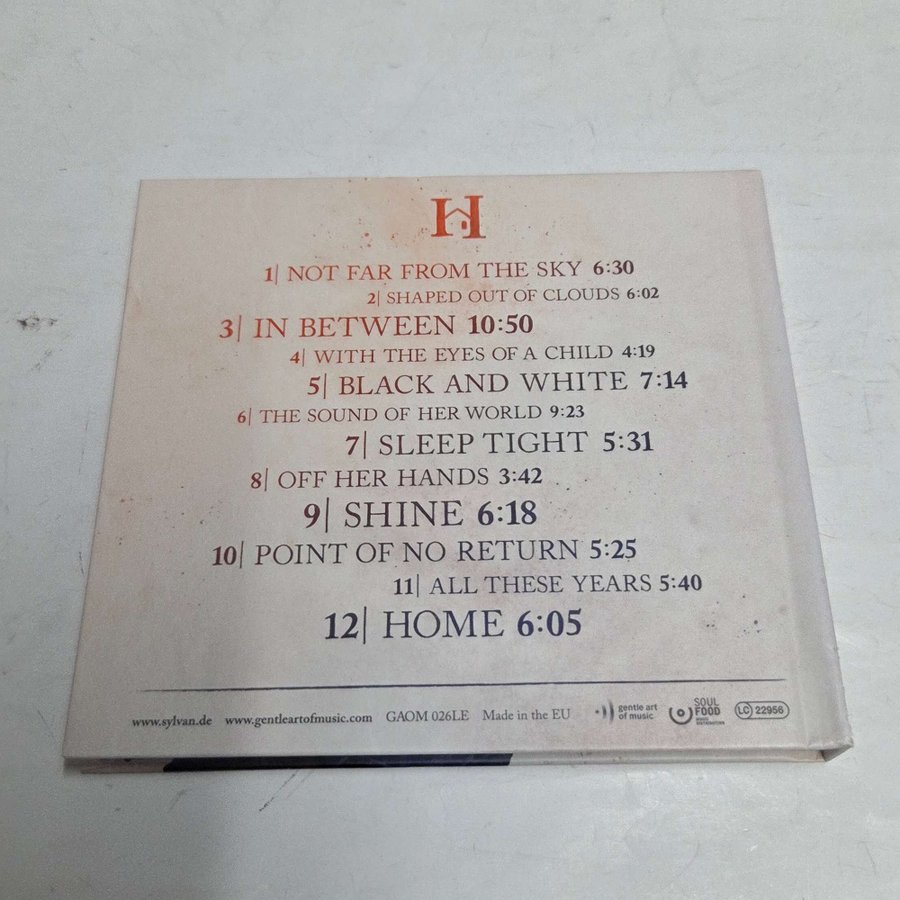 H
1| NOT FAR FROM THE SKY 6:30
2| SHAPED OUT OF CLOUDS 6:02
3| IN BETWEEN 10:50
4| WITH THE EYES OF A CHILD 4:19
5| BLACK AND WHITE 7:14
6| THE SOUND OF HER WORLD 9:23
7| SLEEP TIGHT 5:31
8| OFF HER HANDS 3:42
9| SHINE 6:18
10| POINT OF NO RETURN 5:25
11| ALL THESE YEARS 5:40
12| HOME 6:05
www.sylvan.de www.gentleartofmusic.com GAOM 026LE Made in the EU
gentle art
of music
SOUL
FOOD
LC 22956